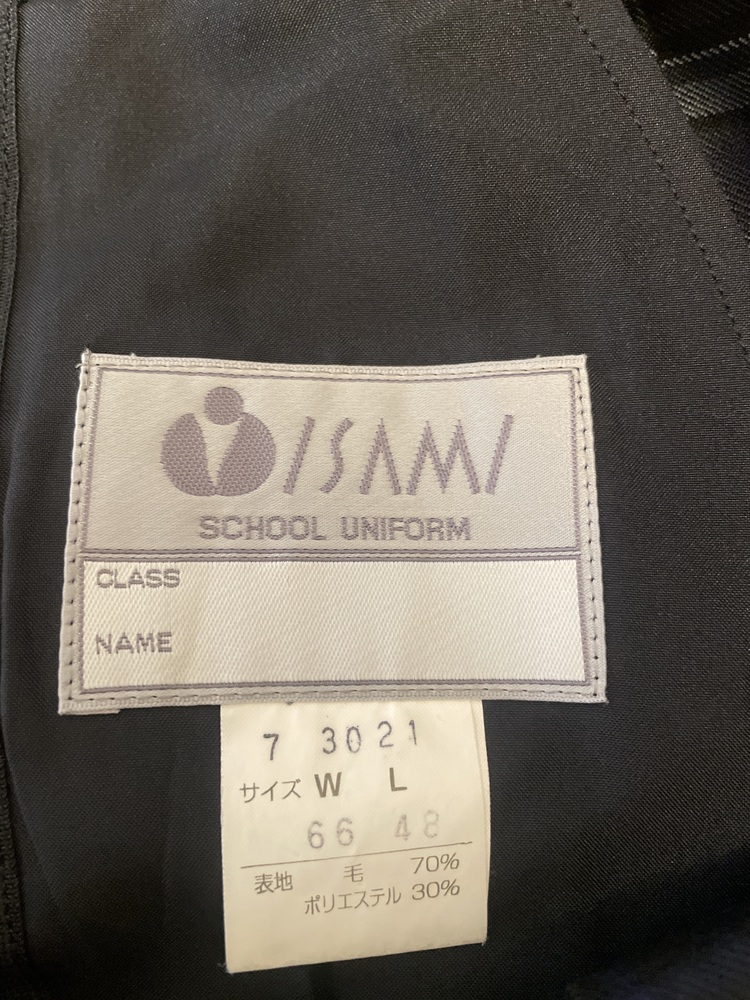 ISAMI
SCHOOL UNIFORM
CLASS
NAME
7 3021
サイズ W L
66 48
表地 毛 70%
ポリエステル 30%